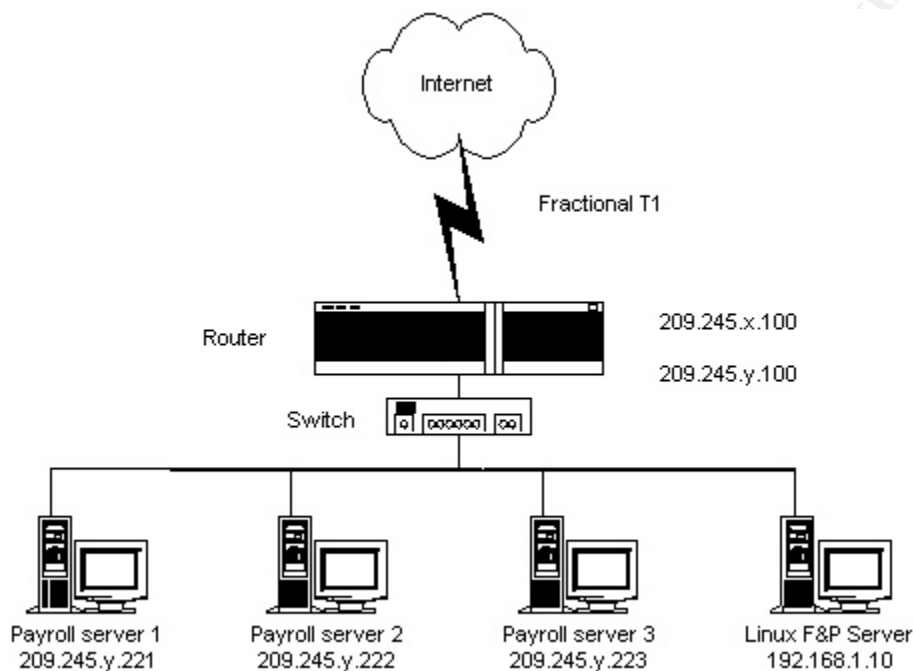 Internet
Fractional T1
Router
209.245.x.100
209.245.y.100
Switch
Payroll server 1
209.245.y.221
Payroll server 2
209.245.y.222
Payroll server 3
209.245.y.223
Linux F&P Server
192.168.1.10